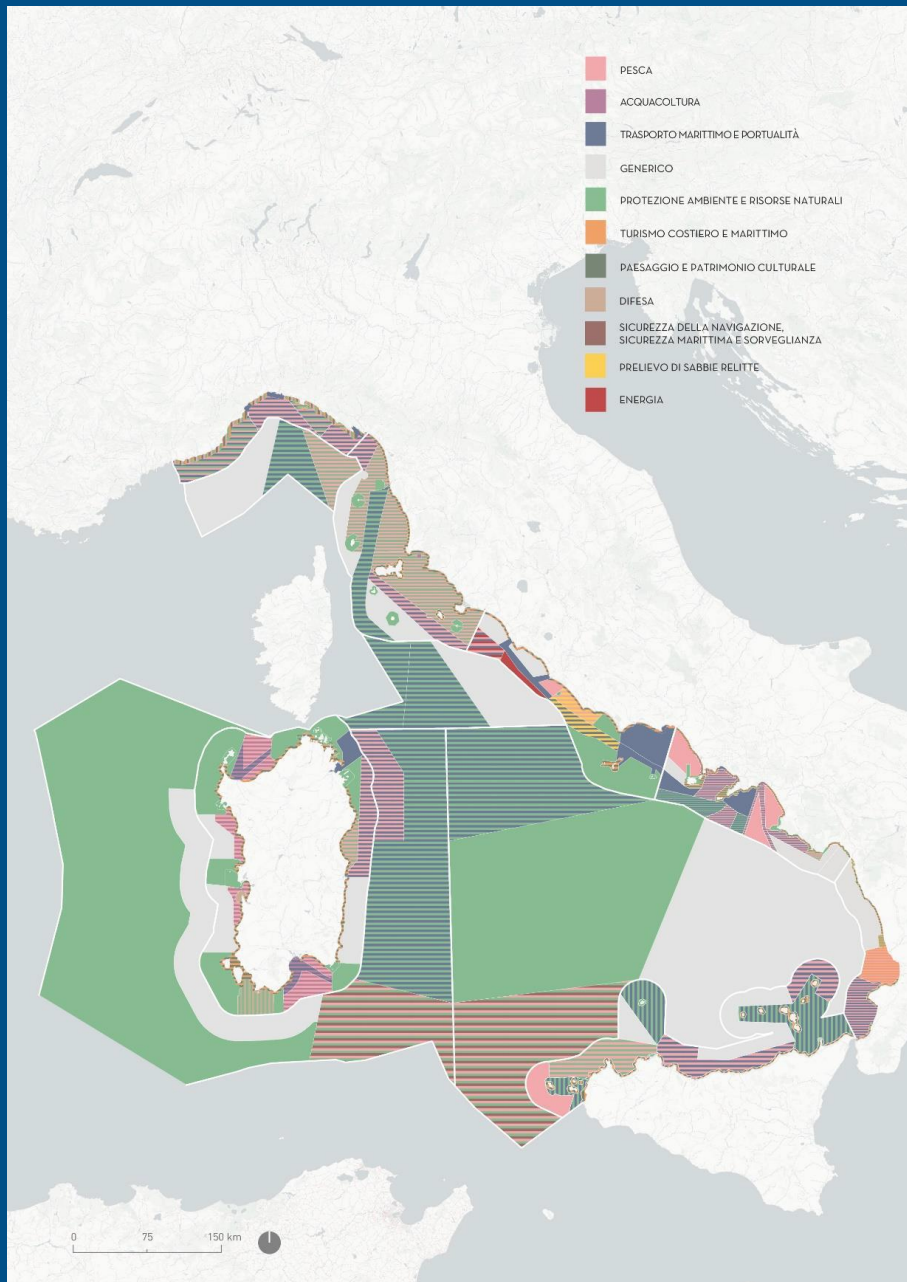 PESCA
ACQUACOLTURA
TRASPORTO MARITTIMO E PORTUALITÀ
GENERICO
PROTEZIONE AMBIENTE E RISORSE NATURALI
TURISMO COSTIERO E MARITTIMO
PAESAGGIO E PATRIMONIO CULTURALE
DIFESA
SICUREZZA DELLA NAVIGAZIONE,
SICUREZZA MARITTIMA E SORVEGLIANZA
PRELIEVO DI SABBIE RELITTE
ENERGIA
0 75 150 km